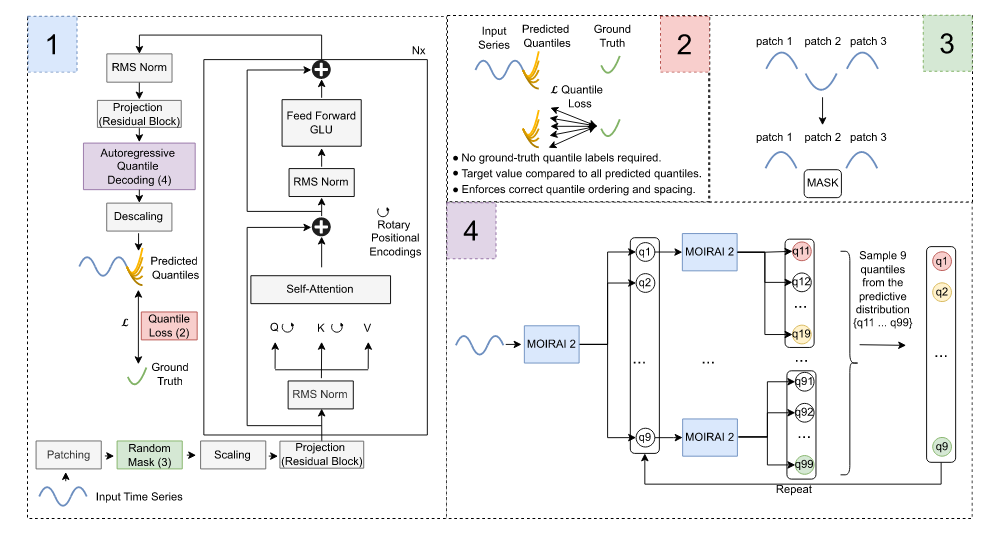 1
Nx
RMS Norm
Projection
(Residual Block)
Autoregressive
Quantile
Decoding (4)
Descaling
Predicted
Quantiles
ℒ
Quantile
Loss (2)
Ground
Truth
Feed Forward
GLU
RMS Norm
Rotary
Positional
Encodings
Self-Attention
Q
K
V
RMS Norm
Patching
Random
Mask (3)
Scaling
Projection
(Residual Block)
Input Time Series
2
Input
Series
Predicted
Quantiles
Ground
Truth
ℒ Quantile
Loss
● No ground-truth quantile labels required.
● Target value compared to all predicted quantiles.
● Enforces correct quantile ordering and spacing.
3
patch 1 patch 2 patch 3
patch 1 patch 2 patch 3
MASK
4
MOIRAI 2
q1
q2
...
q9
MOIRAI 2
...
MOIRAI 2
q11
q12
...
q19
...
q91
q92
...
q99
Sample 9
quantiles
from the
predictive
distribution
{q11 ... q99}
q1
q2
...
q9
Repeat